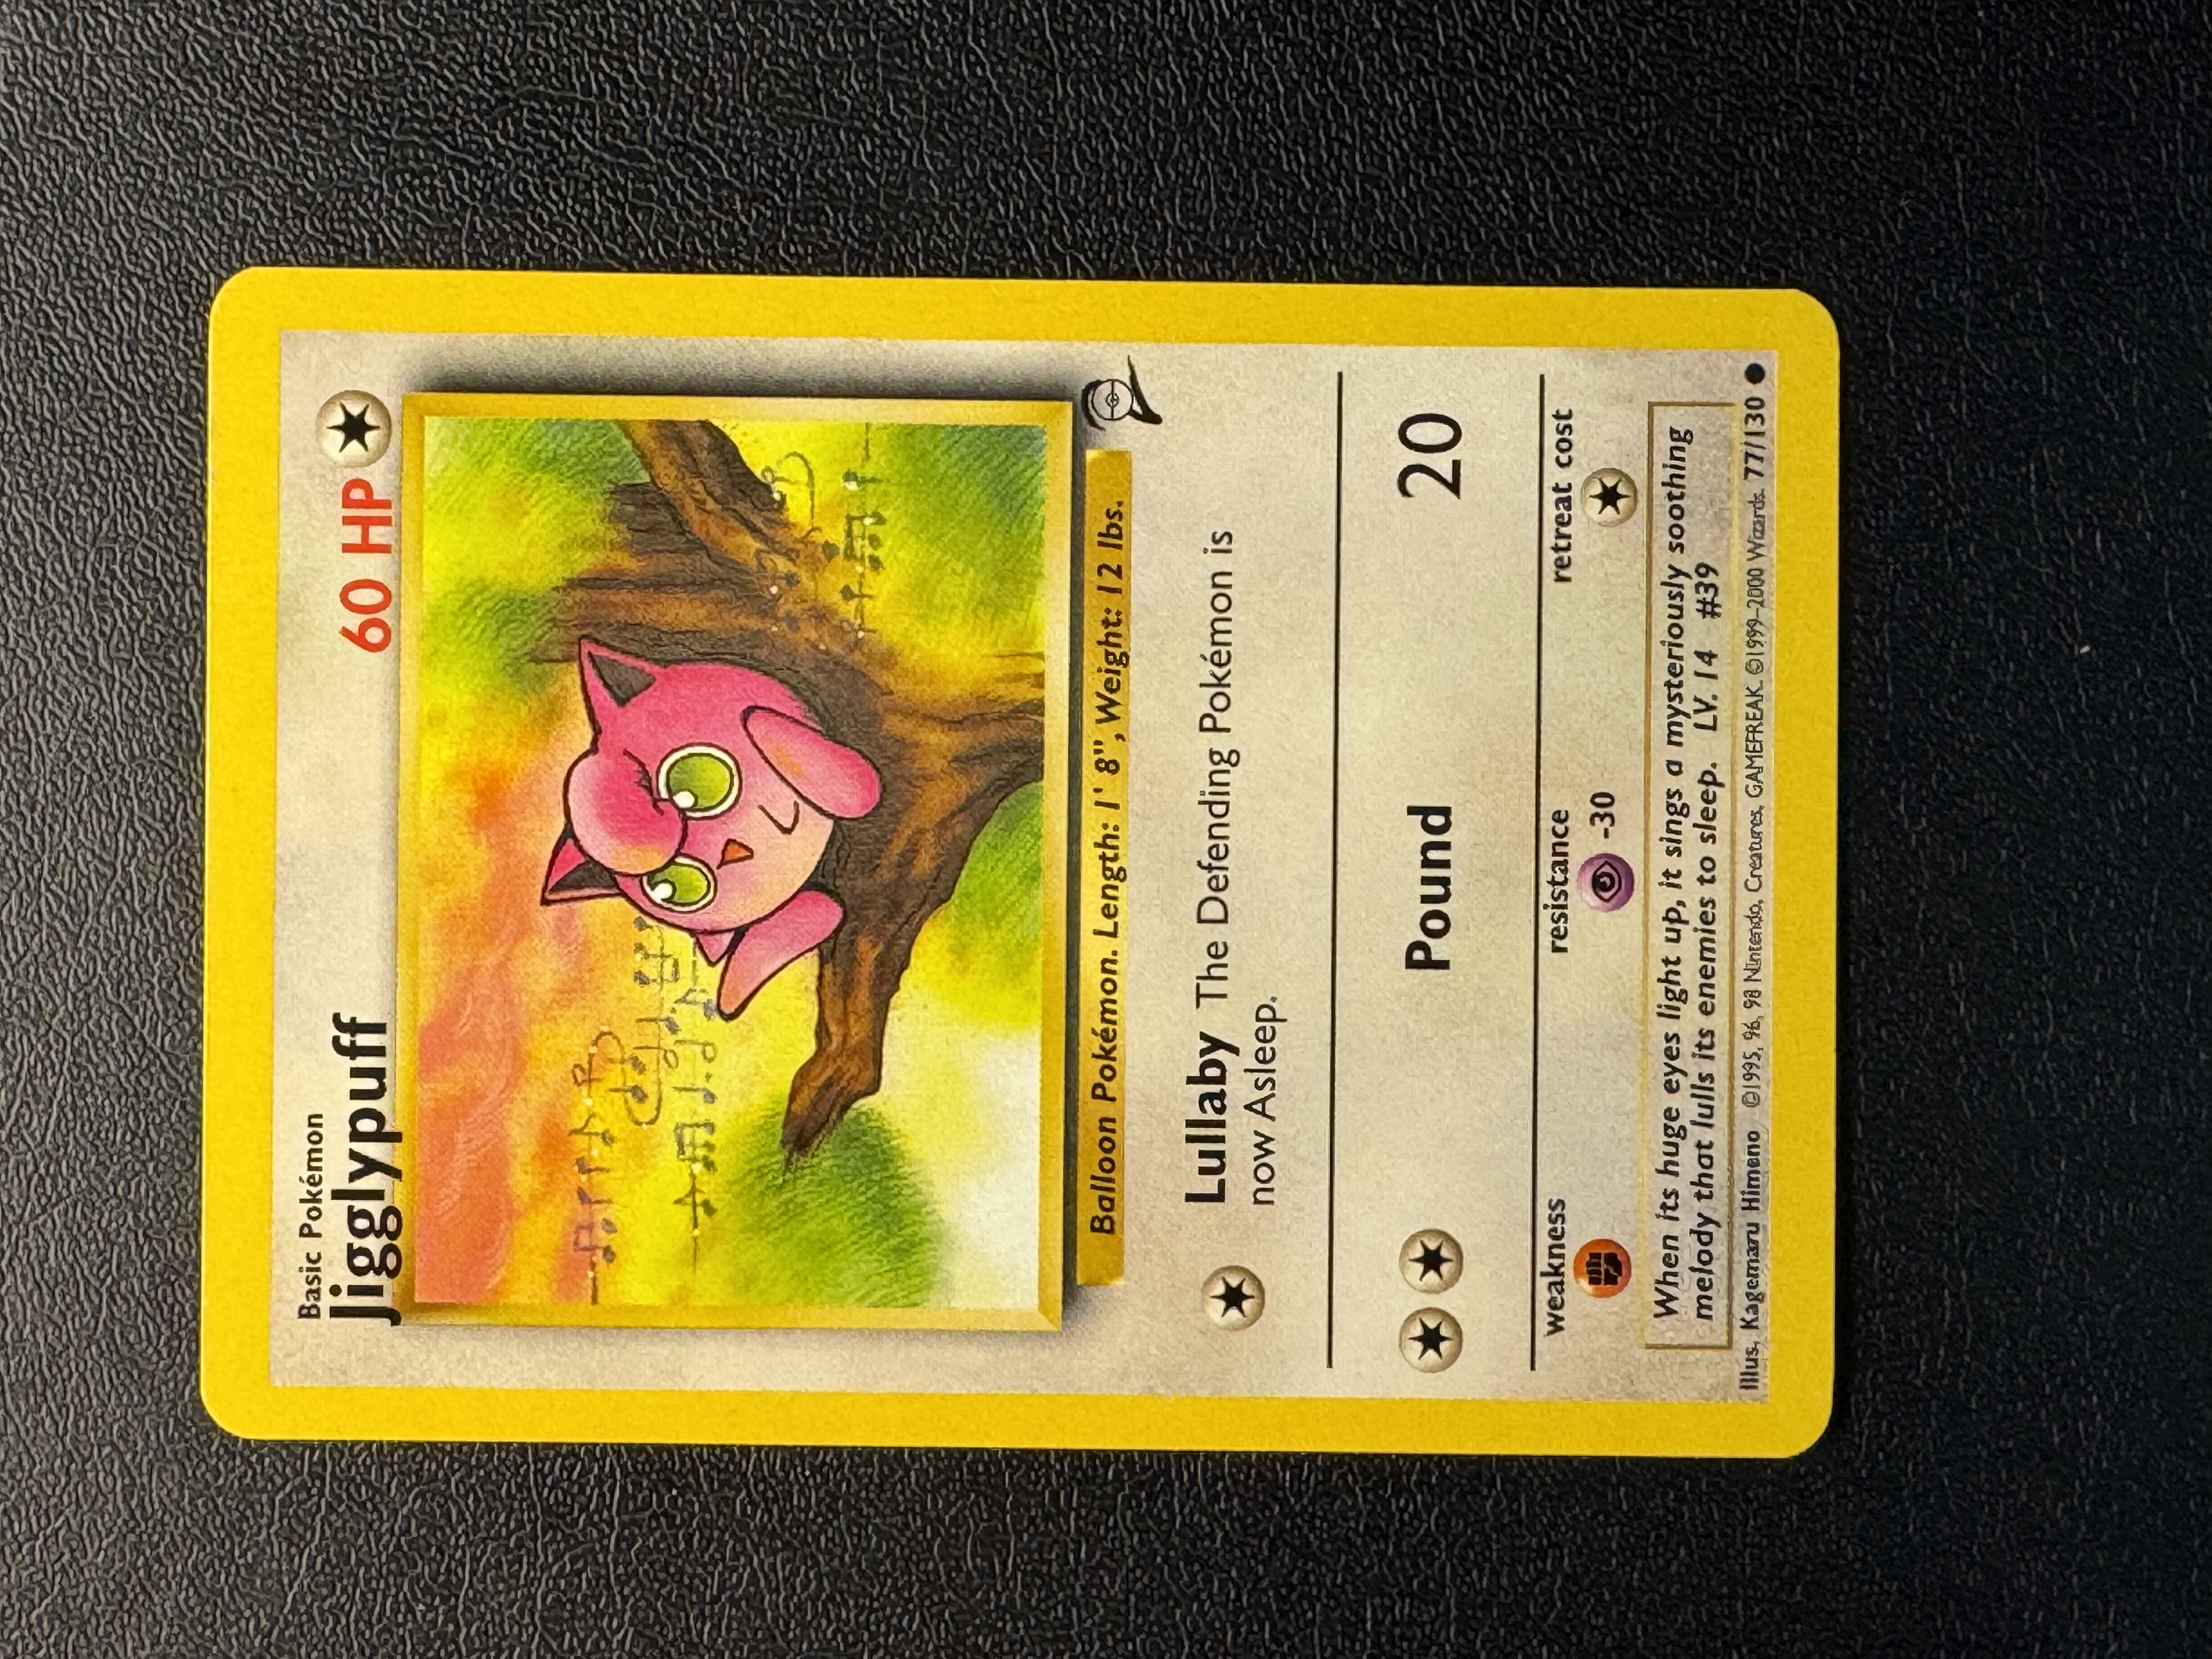 Basic Pokémon
Jigglypuff
60 HP
Balloon Pokémon. Length: 1' 8", Weight: 12 lbs.
Lullaby The Defending Pokémon is
now Asleep.
Pound 20
weakness resistance retreat cost
-30
When its huge eyes light up, it sings a mysteriously soothing
melody that lulls its enemies to sleep. LV. 14 #39
Illus. Kagemaru Himeno ©1995, 96, 98 Nintendo, Creatures, GAMEFREAK. ©1999-2000 Wizards. 77/130